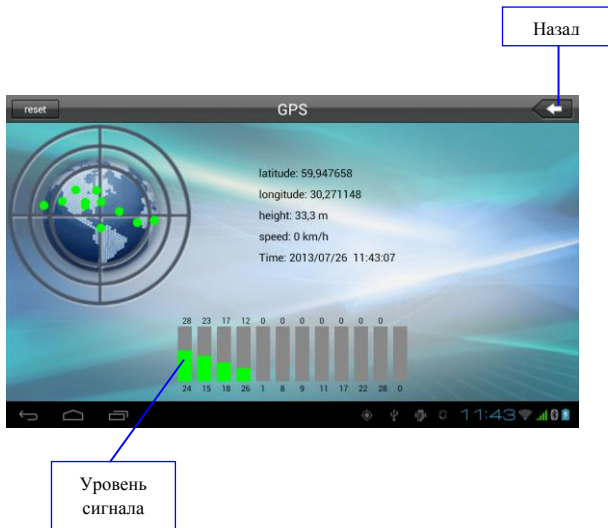 Назад
reset
GPS
latitude: 59,947658
longitude: 30,271148
height: 33,3 m
speed: 0 km/h
Time: 2013/07/26 11:43:07
28 23 17 12 0 0 0 0 0 0 0
24 15 18 26 1 8 9 11 17 22 28 0
11:43
Уровень
сигнала